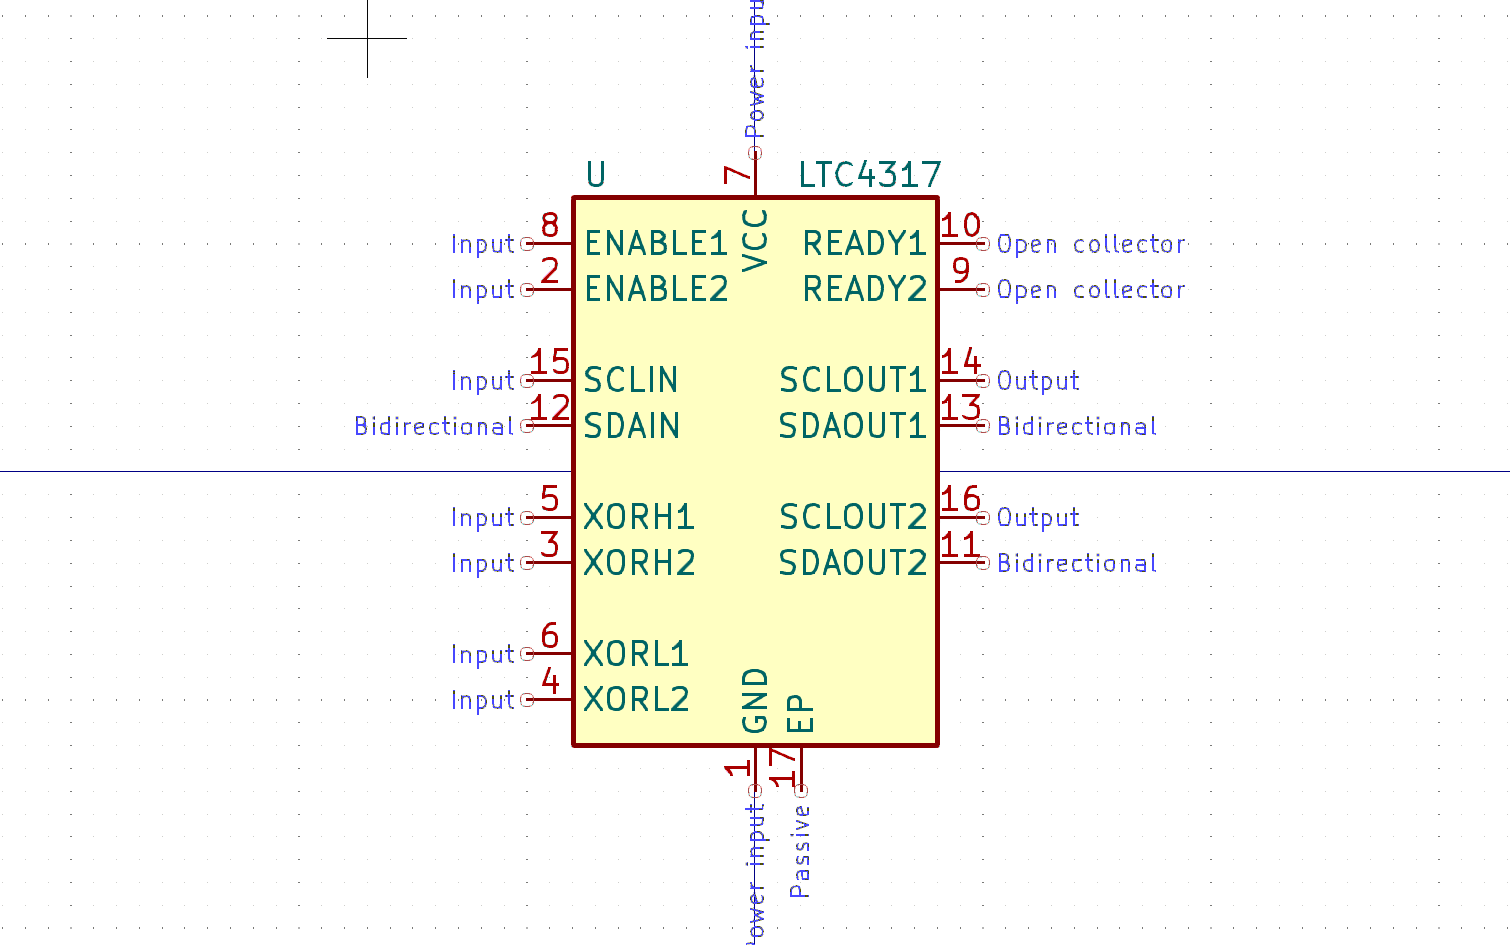 Power input
7
U
LTC4317
VCC
Input 8 ENABLE1
READY1 10 Open collector
Input 2 ENABLE2
READY2 9 Open collector
Input 15 SCLIN
SCLOUT1 14 Output
Bidirectional 12 SDAIN
SDAOUT1 13 Bidirectional
Input 5 XORH1
SCLOUT2 16 Output
Input 3 XORH2
SDAOUT2 11 Bidirectional
Input 6 XORL1
Input 4 XORL2
GND
EP
1
17
ower input
Passive